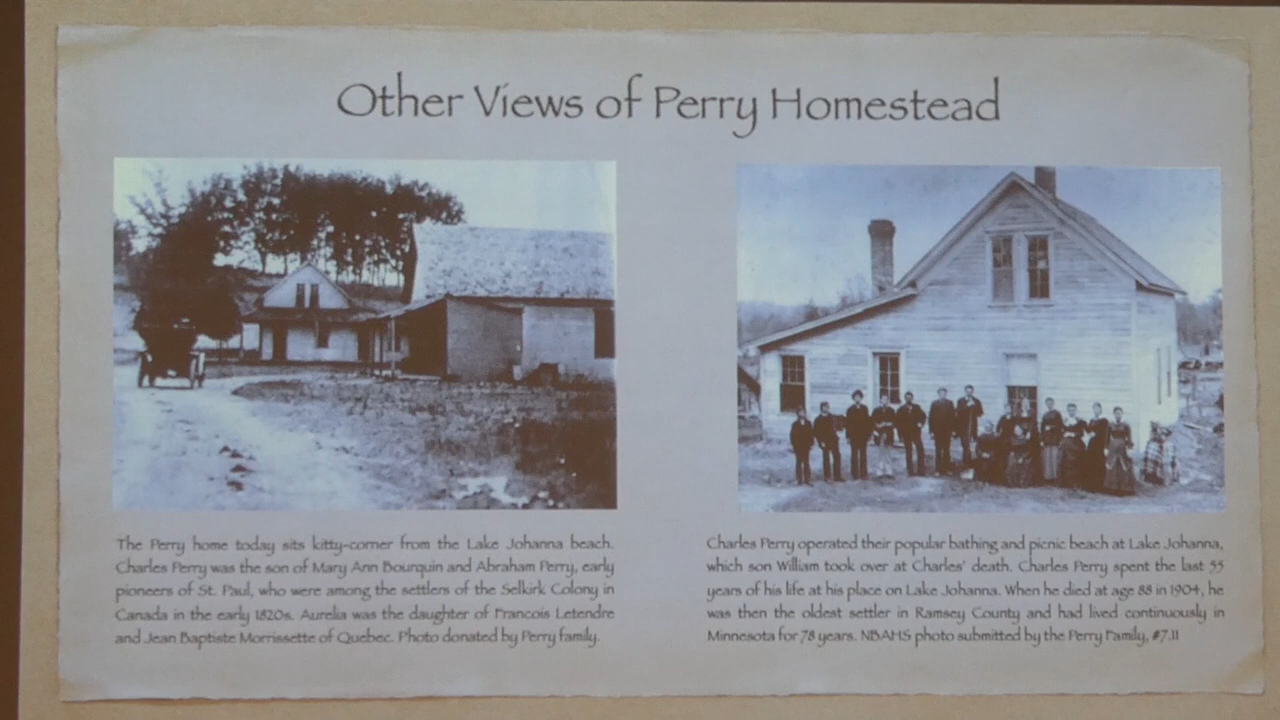 Other Views of Perry Homestead
The Perry home today sits kitty-corner from the Lake Johanna beach.
Charles Perry was the son of Mary Ann Bourquin and Abraham Perry, early
pioneers of St. Paul, who were among the settlers of the Selkirk Colony in
Canada in the early 1820s. Aurelia was the daughter of Francois Letendre
and Jean Baptiste Morrissette of Quebec. Photo donated by Perry family.
Charles Perry operated their popular bathing and picnic beach at Lake Johanna,
which son William took over at Charles' death. Charles Perry spent the last 55
years of his life at his place on Lake Johanna. When he died at age 88 in 1904, he
was then the oldest settler in Ramsey County and had lived continuously in
Minnesota for 78 years. NBAHS photo submitted by the Perry Family, #7.11